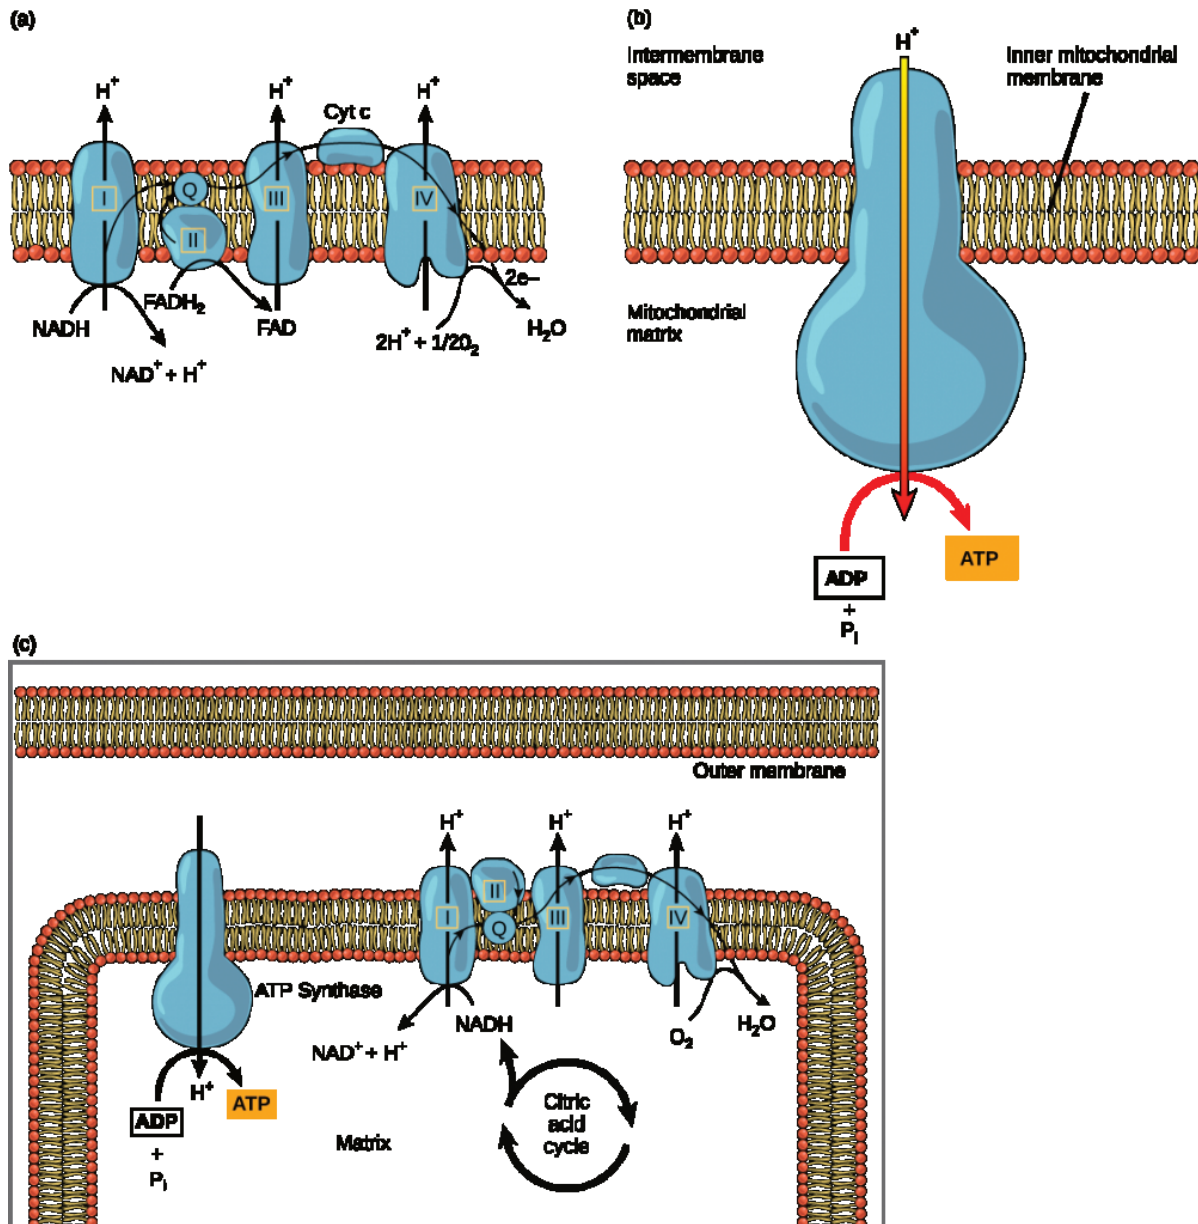 (a)
H⁺
H⁺
Cyt c
H⁺
I
Q
II
III
IV
NADH
FADH₂
FAD
NAD⁺ + H⁺
2H⁺ + 1/2O₂
2e–
H₂O
(b)
Intermembrane
space
H⁺
Inner mitochondrial
membrane
Mitochondrial
matrix
ADP
+
Pᵢ
ATP
(c)
Outer membrane
H⁺
H⁺
H⁺
I
II
Q
III
IV
ATP Synthase
NADH
NAD⁺ + H⁺
O₂
H₂O
H⁺
ADP
+
Pᵢ
ATP
Matrix
Citric
acid
cycle